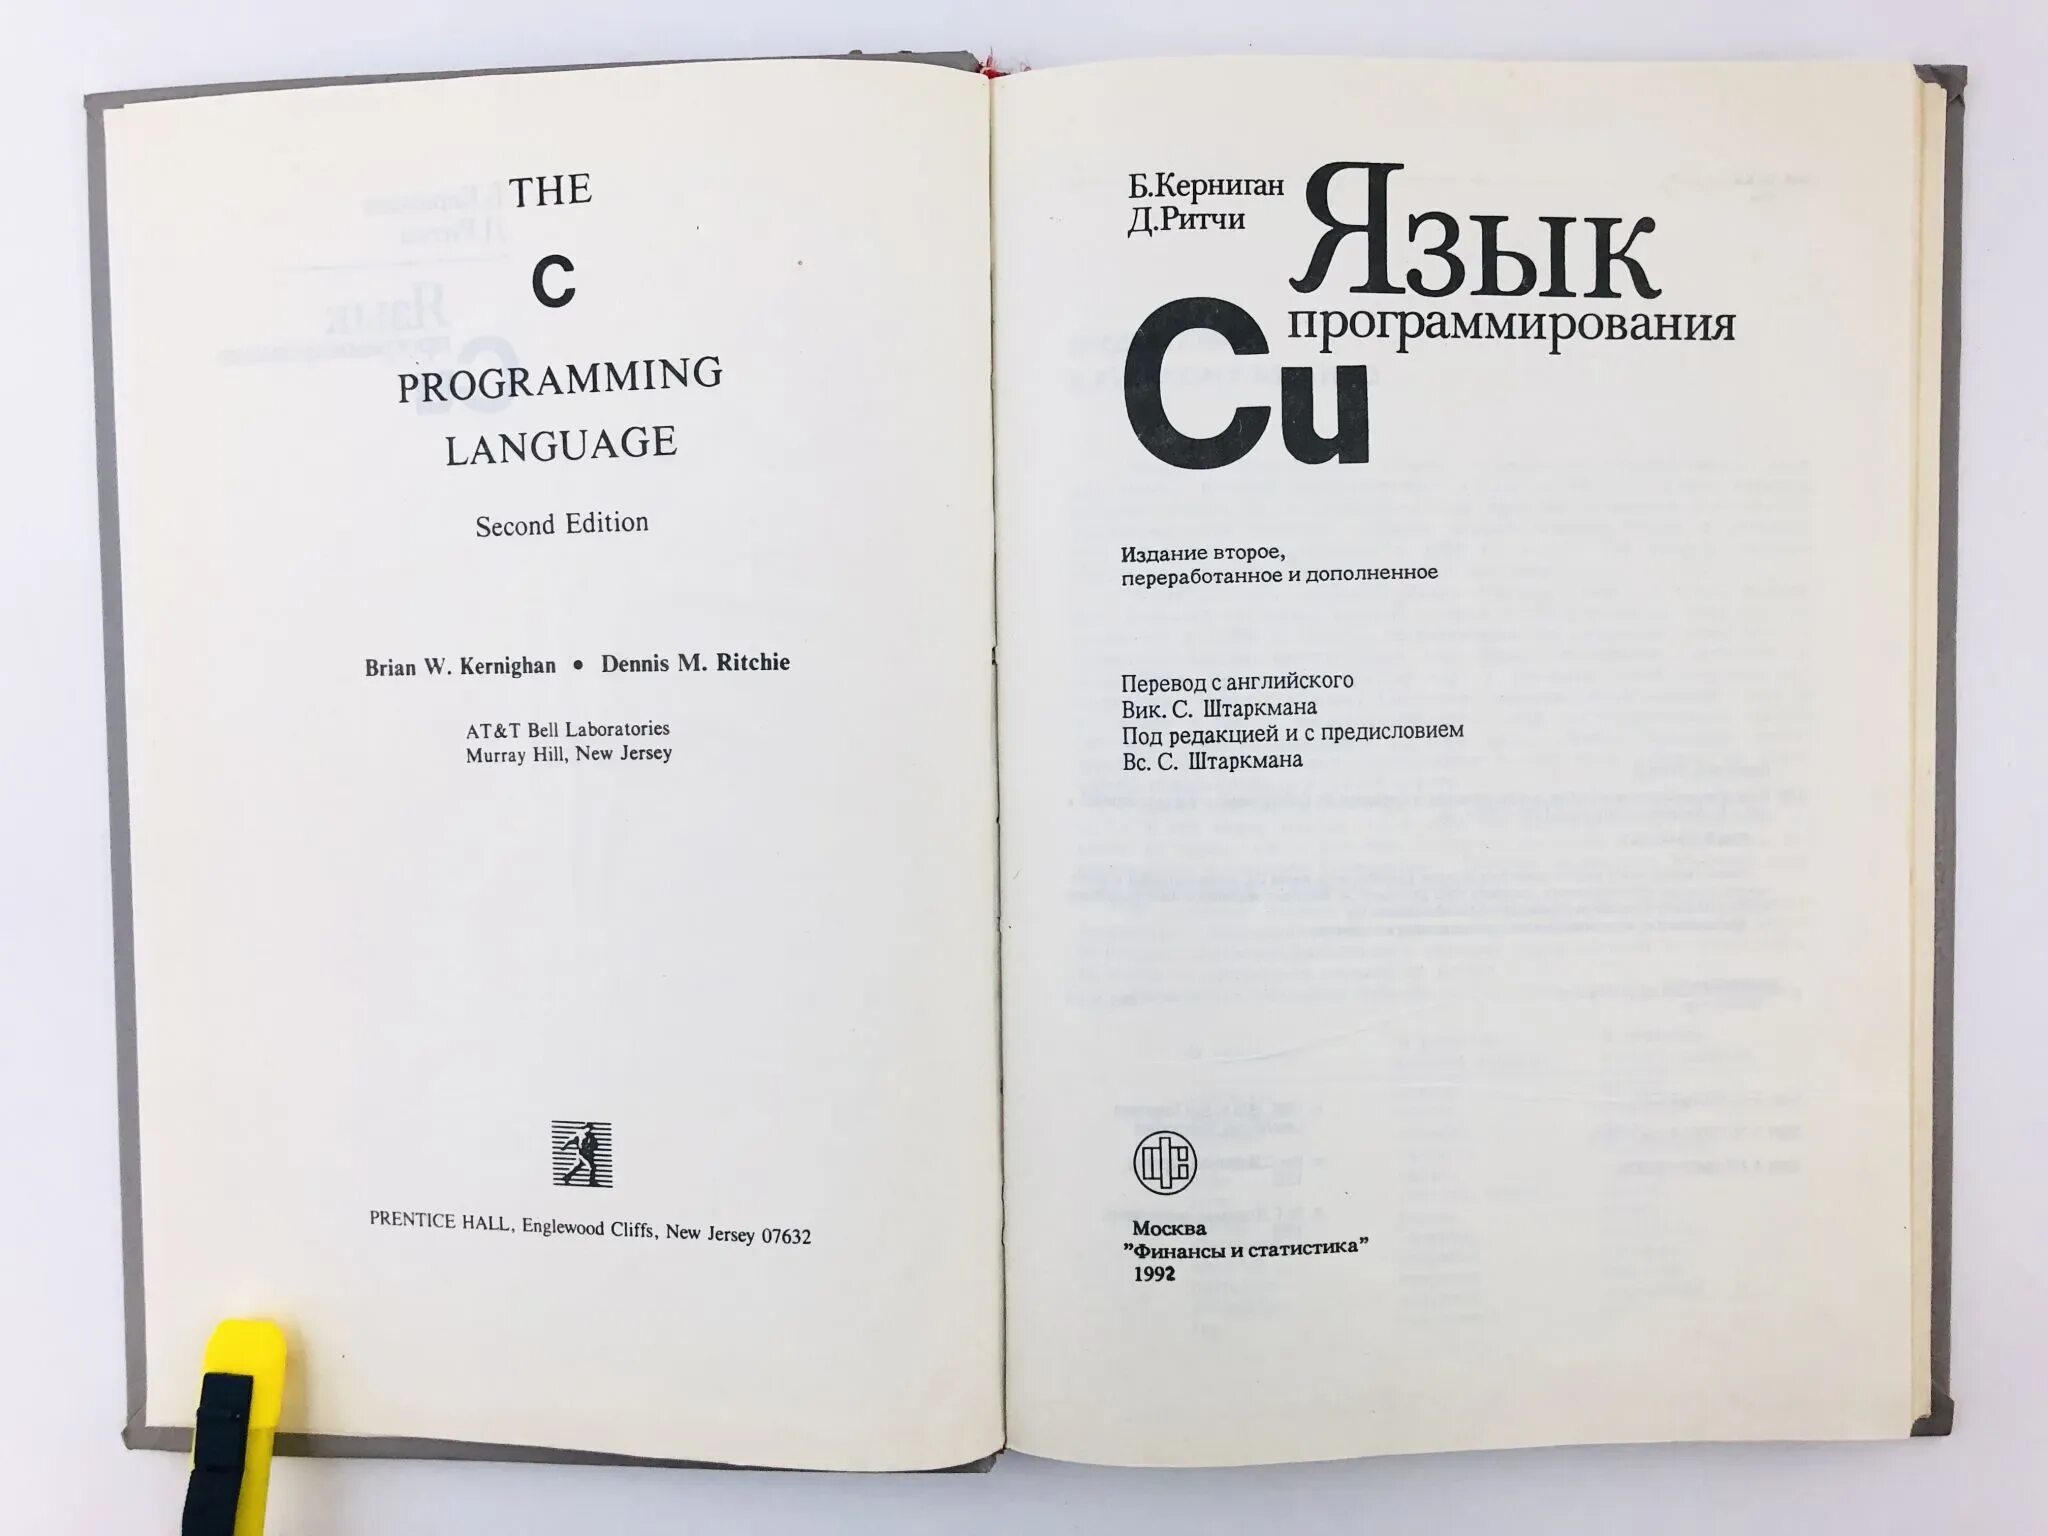 THE
C
PROGRAMMING
LANGUAGE
Second Edition
Brian W. Kernighan • Dennis M. Ritchie
AT&T Bell Laboratories
Murray Hill, New Jersey
PRENTICE HALL, Englewood Cliffs, New Jersey 07632
Б.Керниган
Д.Ритчи
Язык
программирования
Си
Издание второе,
переработанное и дополненное
Перевод с английского
Вик. С. Штаркмана
Под редакцией и с предисловием
Вс. С. Штаркмана
Москва
"Финансы и статистика"
1992